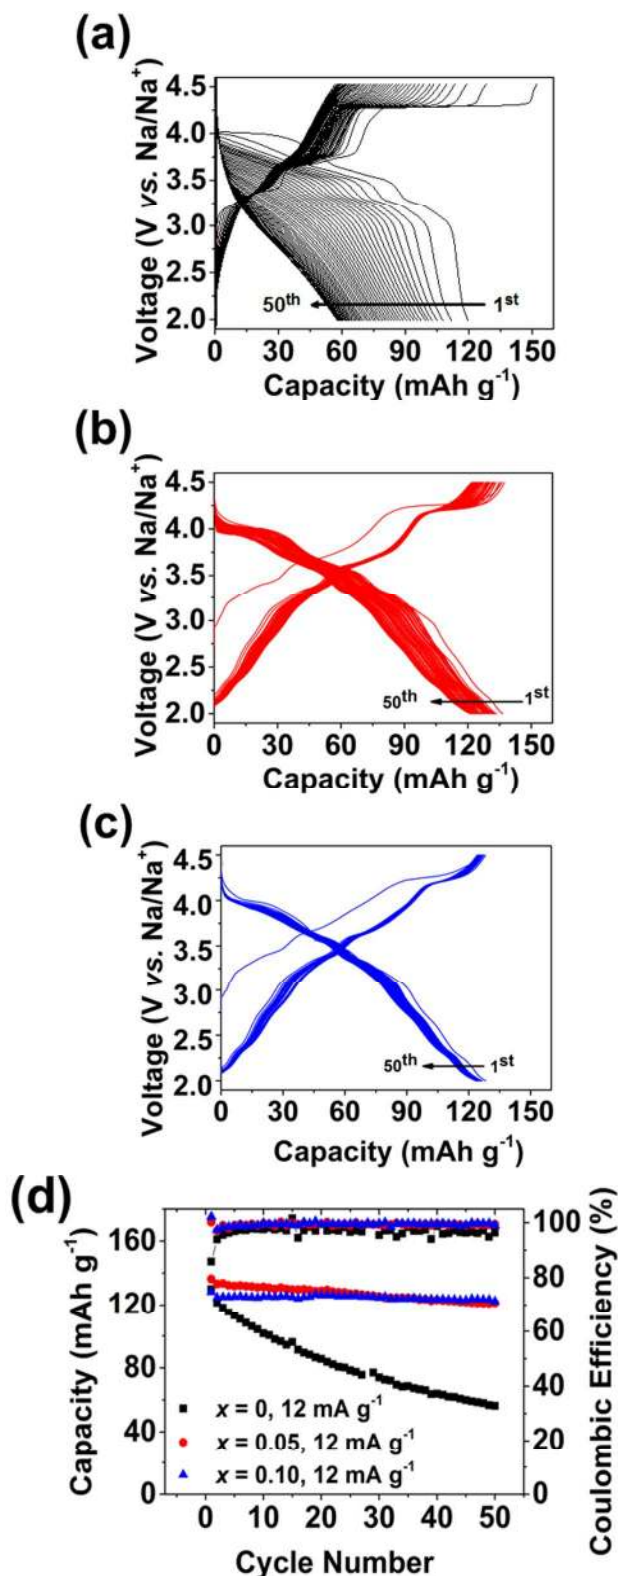 (a)
Voltage (V vs. Na/Na⁺)
4.5
4.0
3.5
3.0
2.5
2.0
50ᵗʰ 1ˢᵗ
0 30 60 90 120 150
Capacity (mAh g⁻¹)
(b)
Voltage (V vs. Na/Na⁺)
4.5
4.0
3.5
3.0
2.5
2.0
50ᵗʰ 1ˢᵗ
0 30 60 90 120 150
Capacity (mAh g⁻¹)
(c)
Voltage (V vs. Na/Na⁺)
4.5
4.0
3.5
3.0
2.5
2.0
50ᵗʰ 1ˢᵗ
0 30 60 90 120 150
Capacity (mAh g⁻¹)
(d)
Capacity (mAh g⁻¹)
160
120
80
40
0
x = 0, 12 mA g⁻¹
x = 0.05, 12 mA g⁻¹
x = 0.10, 12 mA g⁻¹
100
80
60
40
20
0
Coulombic Efficiency (%)
0 10 20 30 40 50
Cycle Number